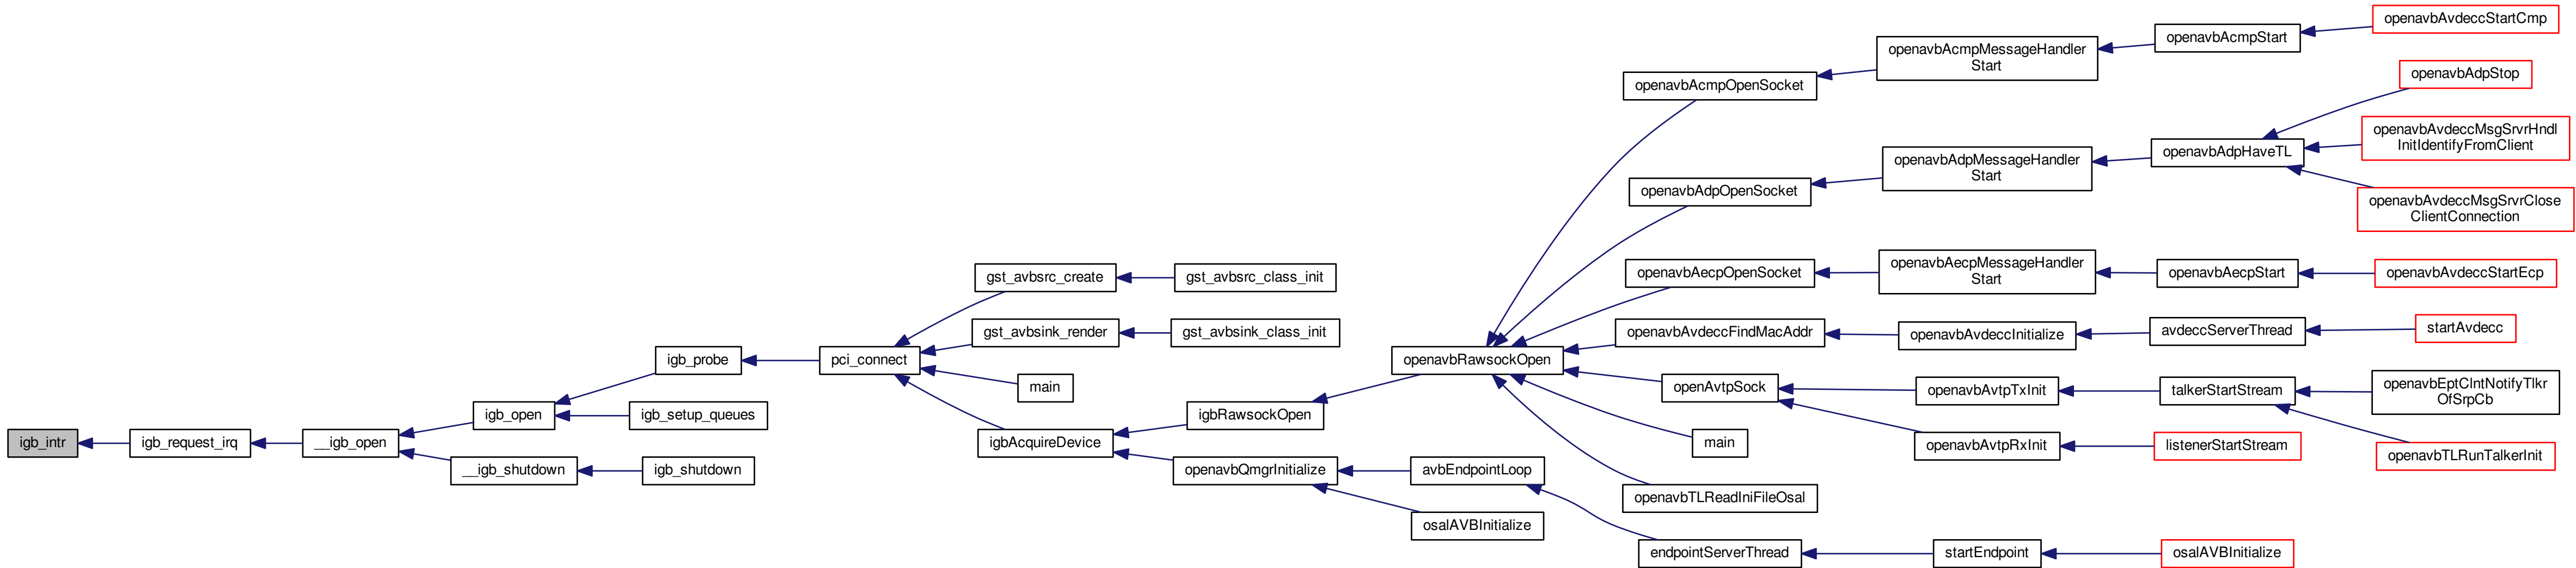 igb_intr
igb_request_irq
__igb_open
igb_open
__igb_shutdown
igb_probe
igb_setup_queues
igb_shutdown
pci_connect
gst_avbsrc_create
gst_avbsink_render
main
igbAcquireDevice
gst_avbsrc_class_init
gst_avbsink_class_init
igbRawsockOpen
openavbQmgrInitialize
openavbRawsockOpen
avbEndpointLoop
osalAVBInitialize
openavbAcmpOpenSocket
openavbAdpOpenSocket
openavbAecpOpenSocket
openavbAvdeccFindMacAddr
openAvtpSock
main
openavbTLReadIniFileOsal
endpointServerThread
openavbAcmpMessageHandler
Start
openavbAdpMessageHandler
Start
openavbAecpMessageHandler
Start
openavbAvdeccInitialize
openavbAvtpTxInit
openavbAvtpRxInit
startEndpoint
openavbAcmpStart
openavbAdpHaveTL
openavbAecpStart
avdeccServerThread
talkerStartStream
listenerStartStream
osalAVBInitialize
openavbAvdeccStartCmp
openavbAdpStop
openavbAvdeccMsgSrvrHndl
InitIdentifyFromClient
openavbAvdeccMsgSrvrClose
ClientConnection
openavbAvdeccStartEcp
startAvdecc
openavbEptClntNotifyTlkr
OfSrpCb
openavbTLRunTalkerInit